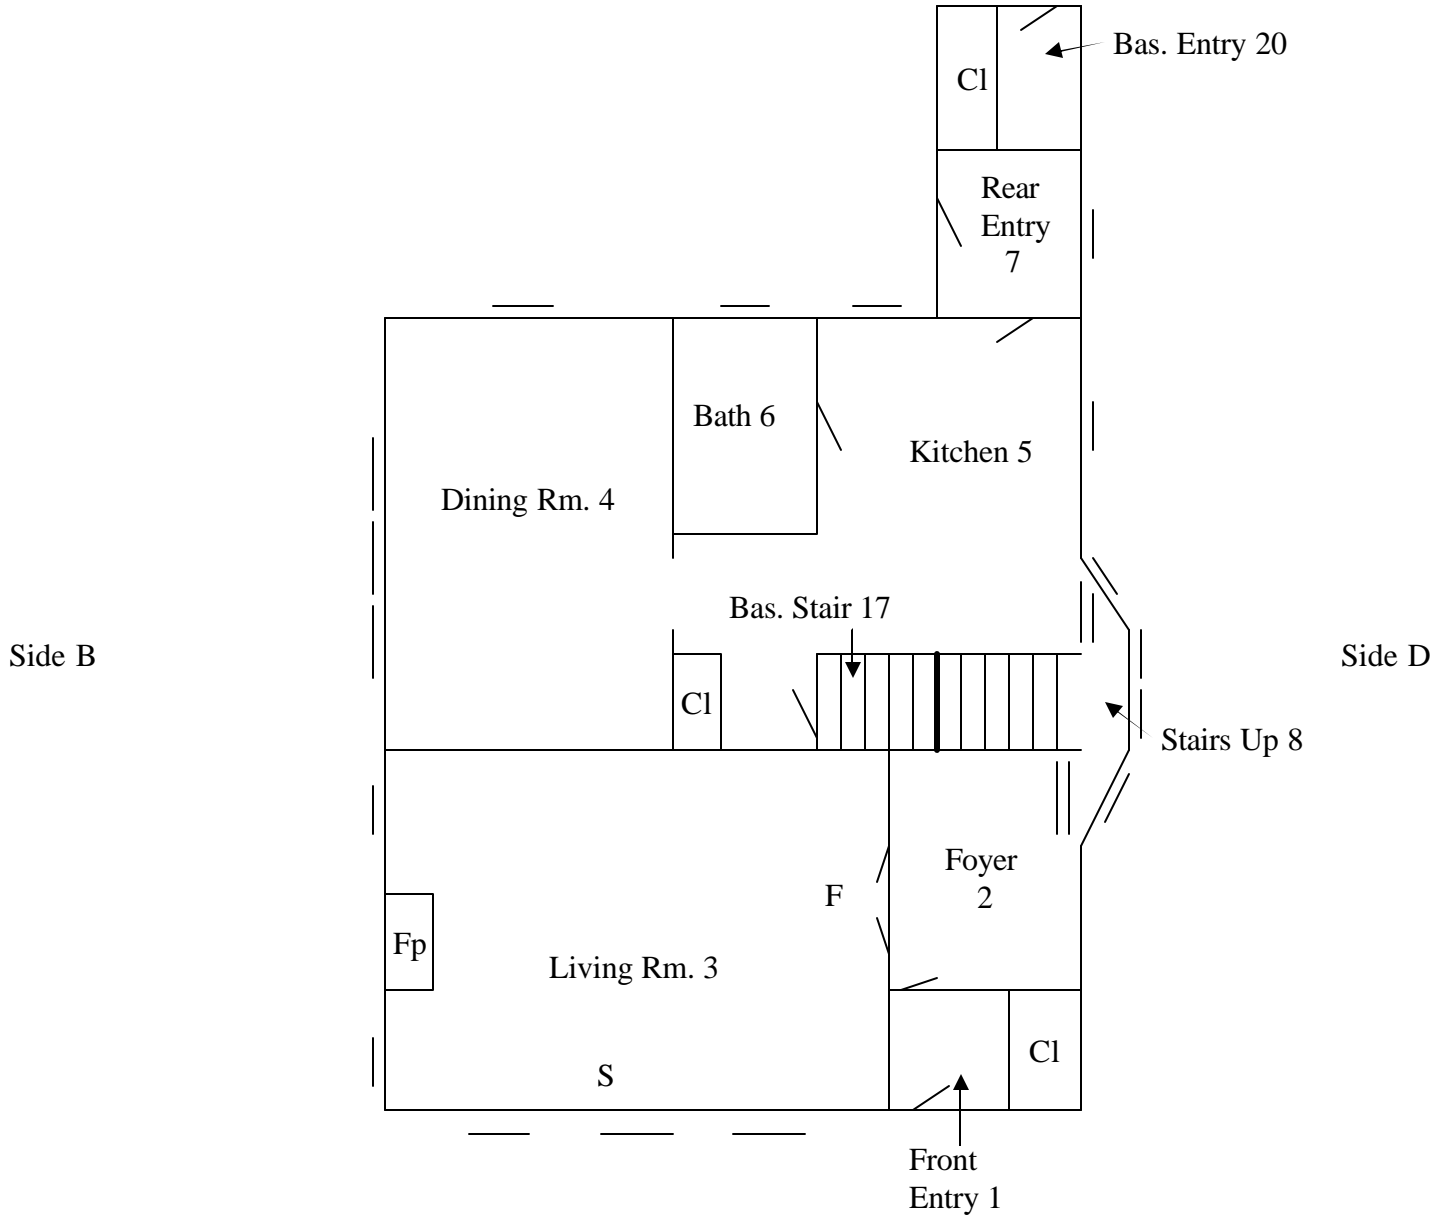 Bas. Entry 20
Cl
Rear
Entry
7
Bath 6
Kitchen 5
Dining Rm. 4
Bas. Stair 17
Side B
Side D
Cl
Stairs Up 8
Foyer
2
F
Fp
Living Rm. 3
Cl
S
Front
Entry 1